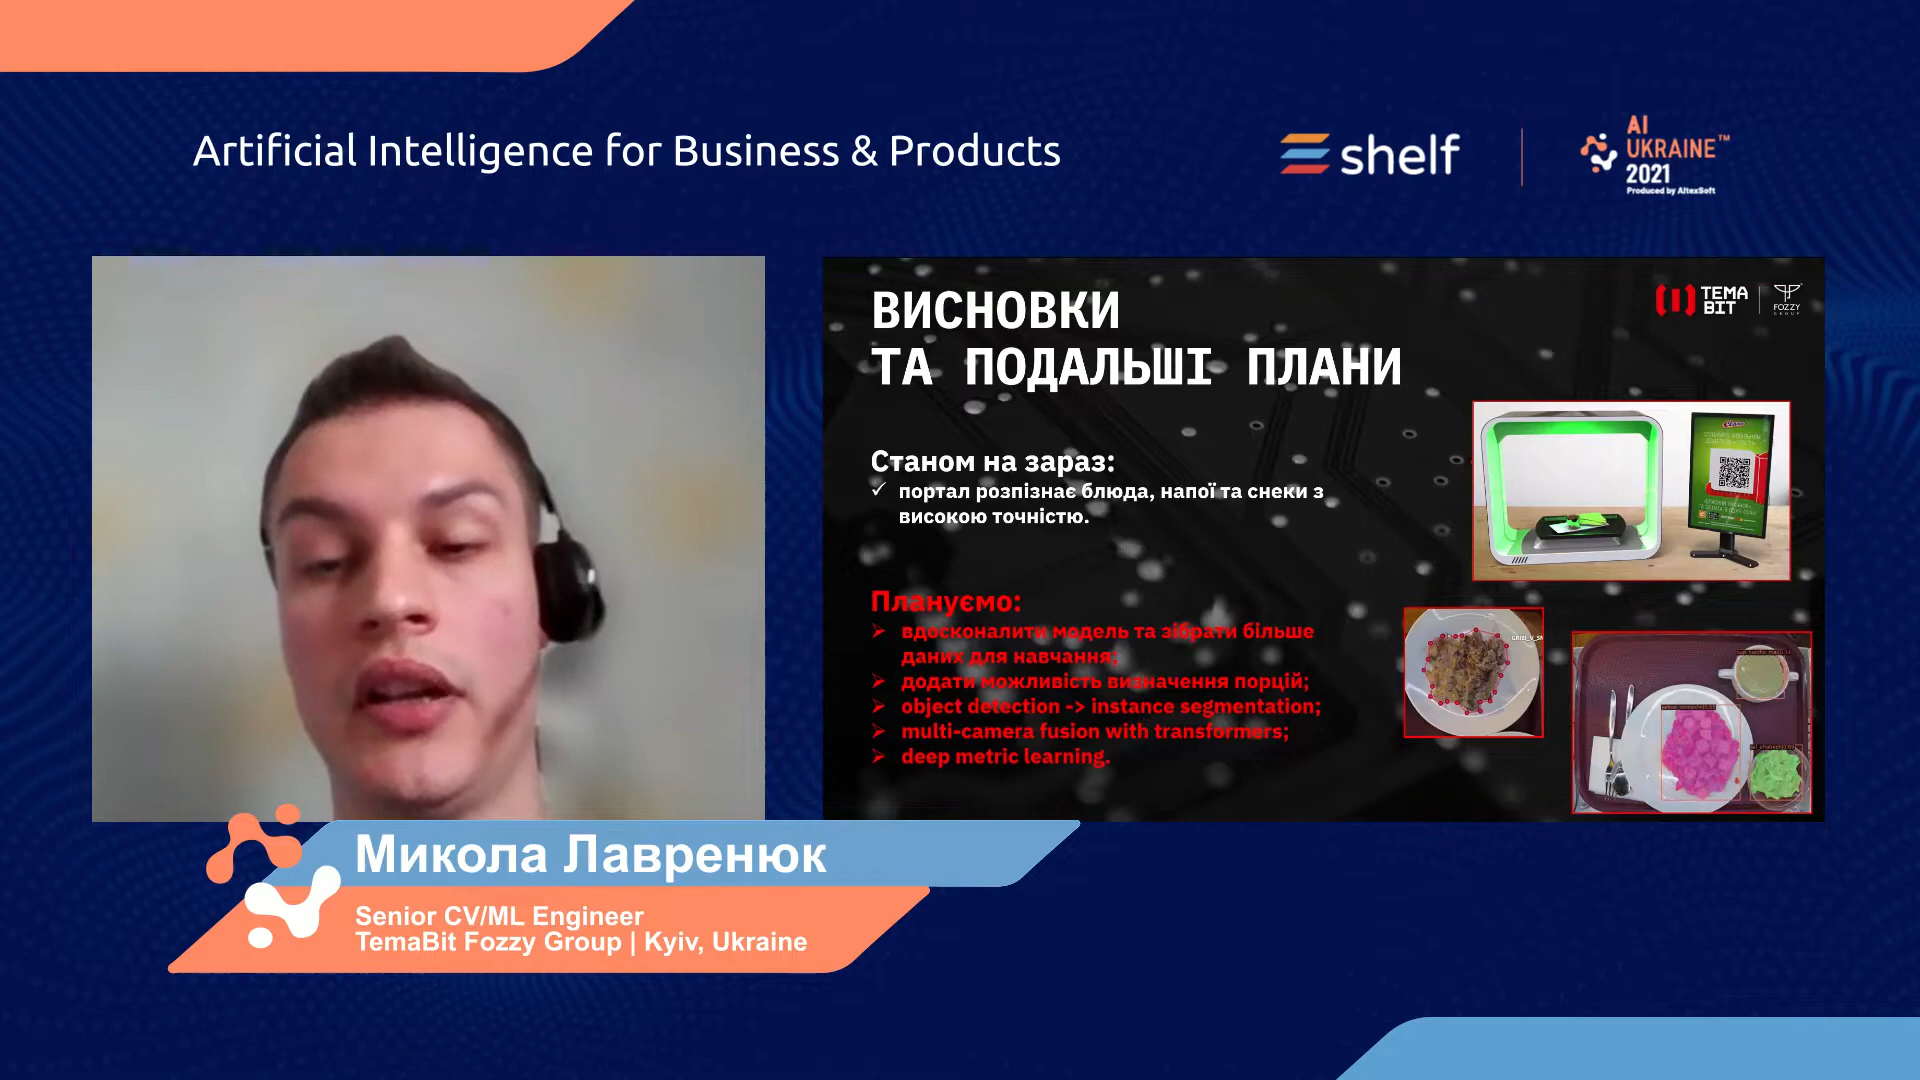 Artificial Intelligence for Business & Products
shelf
AI
UKRAINE™
2021
Produced by AltexSoft
ВИСНОВКИ
ТА ПОДАЛЬШІ ПЛАНИ
TEMA
BIT
FOZZY
GROUP
Станом на зараз:
✓ портал розпізнає блюда, напої та снеки з
високою точністю.
Плануємо:
➢ вдосконалити модель та зібрати більше
даних для навчання;
➢ додати можливість визначення порцій;
➢ object detection -> instance segmentation;
➢ multi-camera fusion with transformers;
➢ deep metric learning.
Микола Лавренюк
Senior CV/ML Engineer
TemaBit Fozzy Group | Kyiv, Ukraine